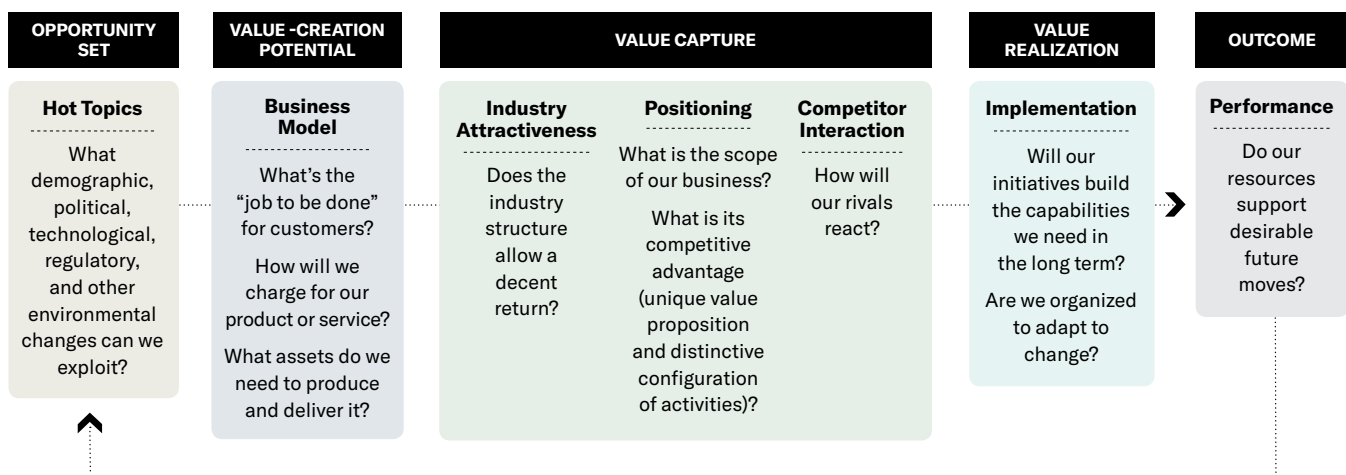 OPPORTUNITY
SET
Hot Topics
What
demographic,
political,
technological,
regulatory,
and other
environmental
changes can we
exploit?
VALUE -CREATION
POTENTIAL
Business
Model
What’s the
“job to be done”
for customers?
How will we
charge for our
product or service?
What assets do we
need to produce
and deliver it?
VALUE CAPTURE
Industry
Attractiveness
Does the
industry
structure
allow a
decent
return?
Positioning
What is the scope
of our business?
What is its
competitive
advantage
(unique value
proposition
and distinctive
configuration
of activities)?
Competitor
Interaction
How will
our rivals
react?
VALUE
REALIZATION
Implementation
Will our
initiatives build
the capabilities
we need in
the long term?
Are we organized
to adapt to
change?
OUTCOME
Performance
Do our
resources
support
desirable
future
moves?